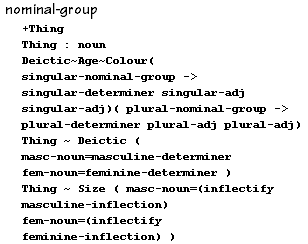 nominal-group
+Thing
Thing : noun
Deictic~Age~Colour(
singular-nominal-group ->
singular-determiner singular-adj
singular-adj)( plural-nominal-group ->
plural-determiner plural-adj plural-adj)
Thing ~ Deictic (
masc-noun=masculine-determiner
fem-noun=feminine-determiner )
Thing ~ Size ( masc-noun=(inflectify
masculine-inflection)
fem-noun=(inflectify
feminine-inflection) )